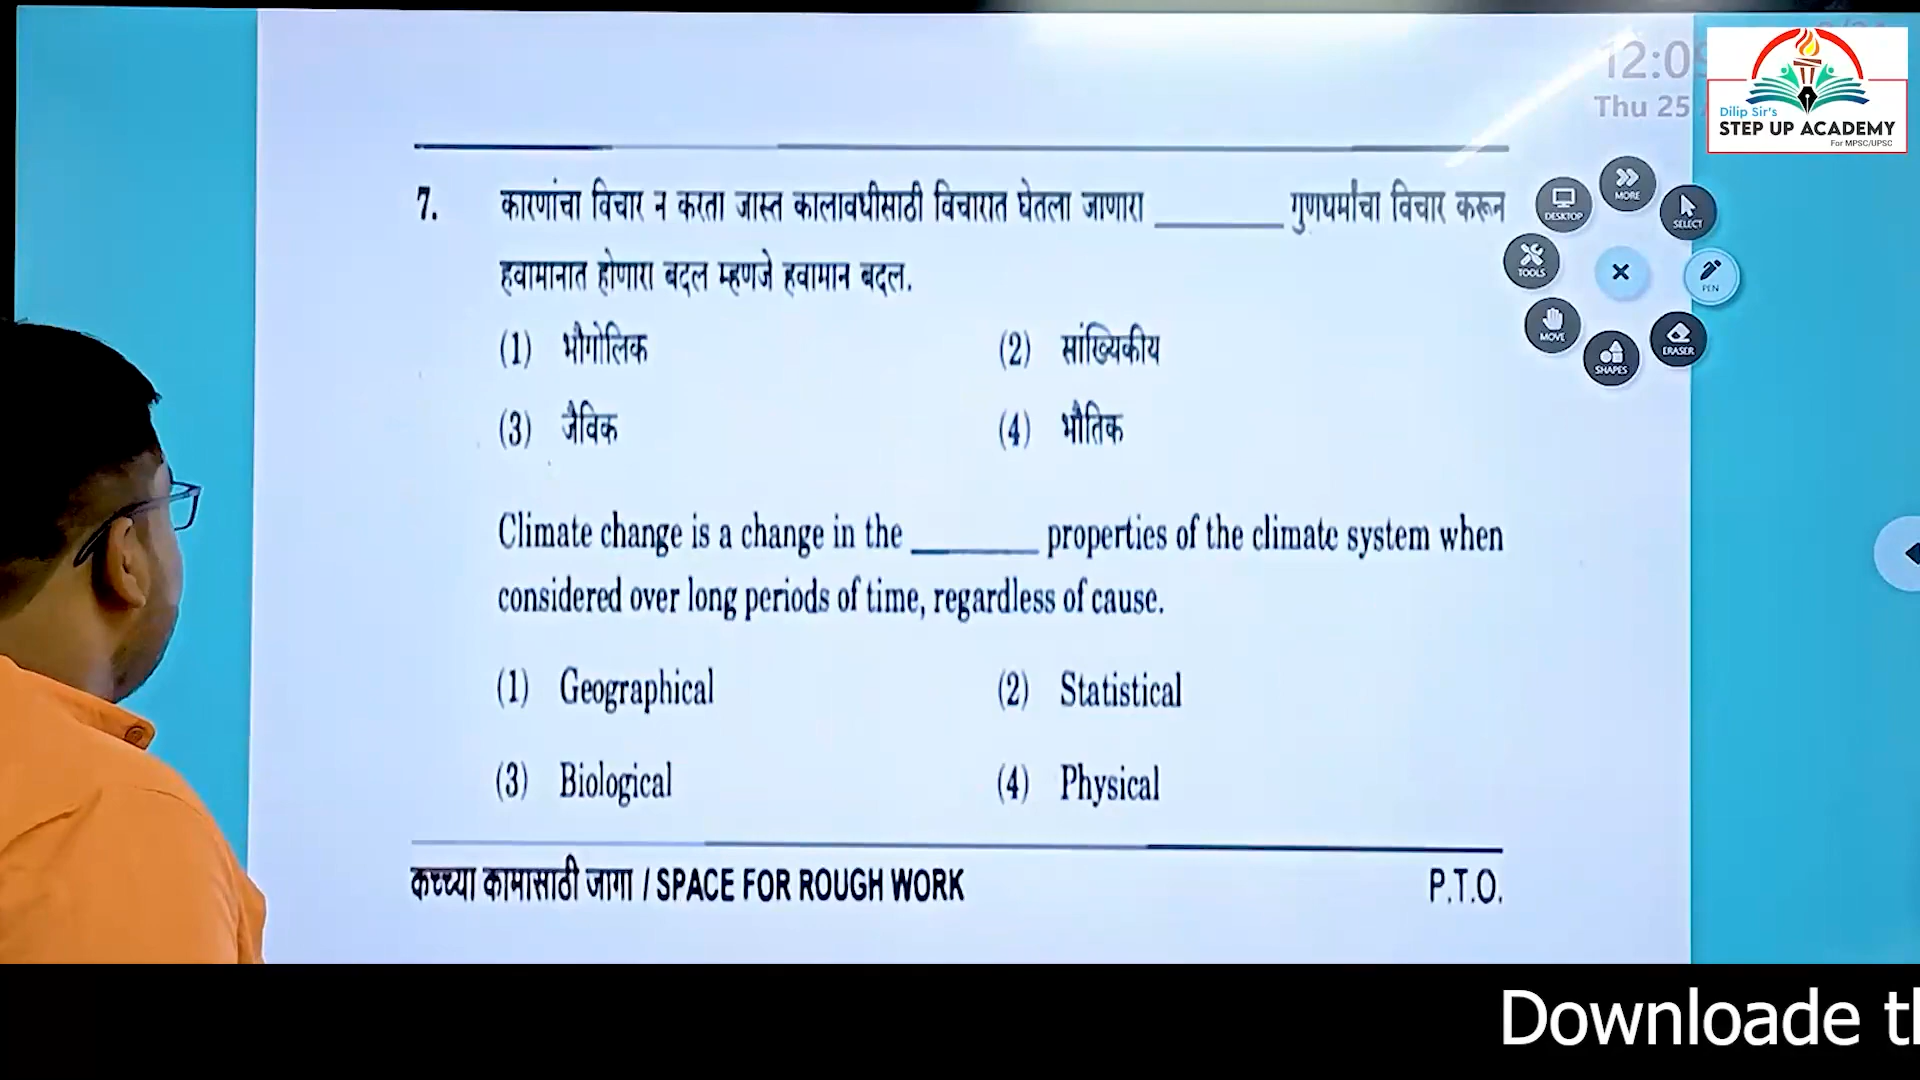 12:09
Thu 25
Dilip Sir's
STEP UP ACADEMY
For MPSC/UPSC
7. कारणांचा विचार न करता जास्त कालावधीसाठी विचारात घेतला जाणारा ________ गुणधर्मांचा विचार करून
हवामानात होणारा बदल म्हणजे हवामान बदल.
(1) भौगोलिक (2) सांख्यिकीय
(3) जैविक (4) भौतिक
MORE
DESKTOP
SELECT
TOOLS
PEN
MOVE
ERASER
SHAPES
Climate change is a change in the ________ properties of the climate system when
considered over long periods of time, regardless of cause.
(1) Geographical (2) Statistical
(3) Biological (4) Physical
कच्च्या कामासाठी जागा / SPACE FOR ROUGH WORK P.T.O.
Downloade